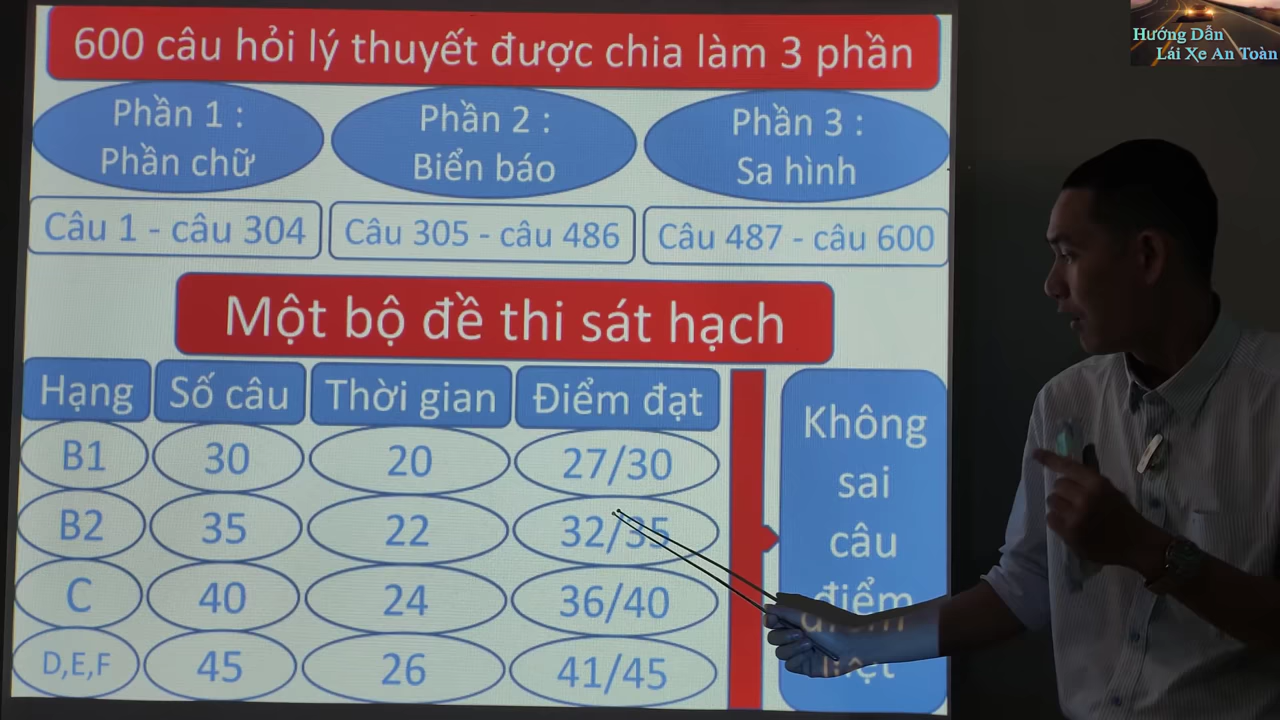 Hướng Dẫn
Lái Xe An Toàn
600 câu hỏi lý thuyết được chia làm 3 phần
Phần 1 :
Phần chữ
Phần 2 :
Biển báo
Phần 3 :
Sa hình
Câu 1 - câu 304
Câu 305 - câu 486
Câu 487 - câu 600
Một bộ đề thi sát hạch
Hạng Số câu Thời gian Điểm đạt
B1 30 20 27/30
B2 35 22 32/35
C 40 24 36/40
D,E,F 45 26 41/45
Không
sai
câu
điểm
liệt